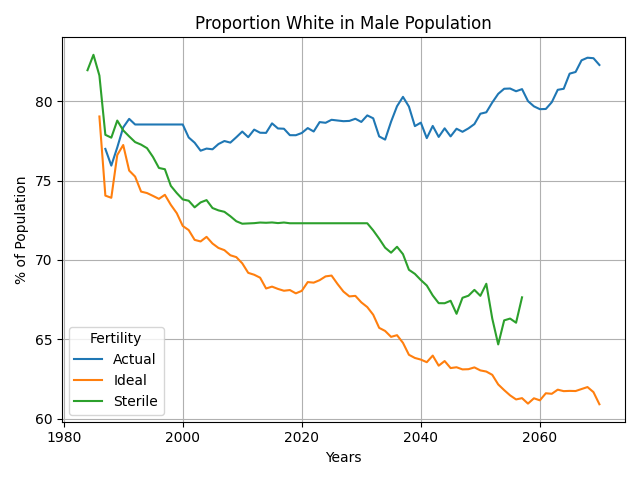 Proportion White in Male Population
% of Population
80
75
70
65
60
1980
2000
2020
2040
2060
Years
Fertility
Actual
Ideal
Sterile